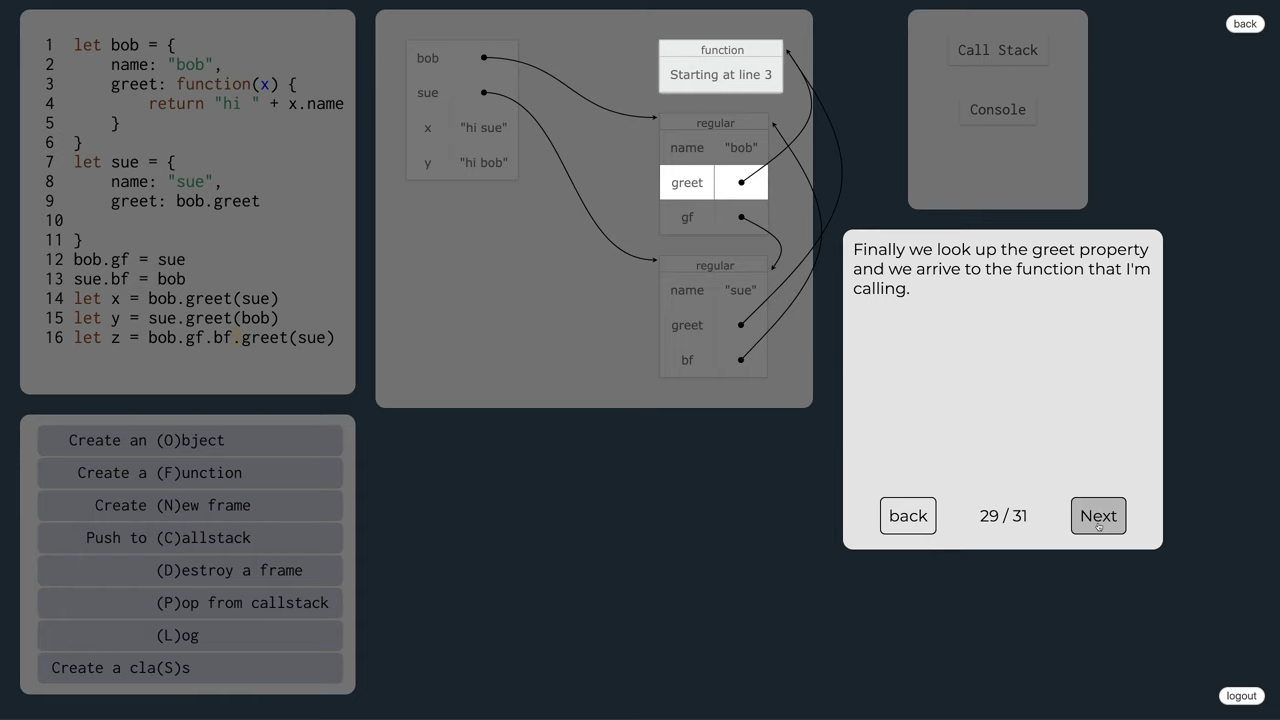 1 let bob = {
2     name: "bob",
3     greet: function(x) {
4         return "hi " + x.name
5     }
6 }
7 let sue = {
8     name: "sue",
9     greet: bob.greet
10
11 }
12 bob.gf = sue
13 sue.bf = bob
14 let x = bob.greet(sue)
15 let y = sue.greet(bob)
16 let z = bob.gf.bf.greet(sue)
Create an (O)bject
Create a (F)unction
Create (N)ew frame
Push to (C)allstack
(D)estroy a frame
(P)op from callstack
(L)og
Create a cla(S)s
bob
sue
x "hi sue"
y "hi bob"
function
Starting at line 3
regular
name "bob"
greet
gf
regular
name "sue"
greet
bf
Call Stack
Console
back
Finally we look up the greet property
and we arrive to the function that I'm
calling.
back 29 / 31 Next
logout